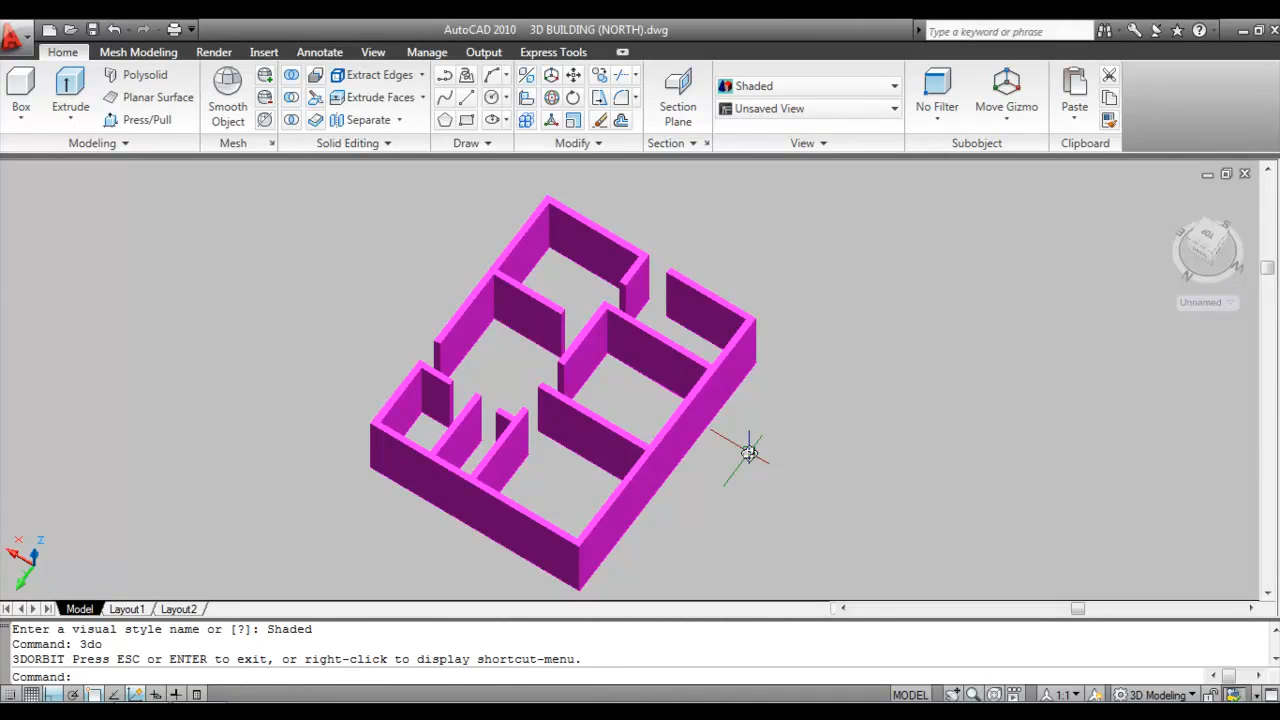 AutoCAD 2010 3D BUILDING (NORTH).dwg
Type a keyword or phrase
Home Mesh Modeling Render Insert Annotate View Manage Output Express Tools
Box
Extrude
Polysolid
Planar Surface
Press/Pull
Smooth
Object
Extract Edges
Extrude Faces
Separate
Section
Plane
Shaded
Unsaved View
No Filter
Move Gizmo
Paste
Modeling Mesh Solid Editing Draw Modify Section View Subobject Clipboard
TOP
S
E
N
W
Unnamed
X
Z
Model Layout1 Layout2
Enter a visual style name or [?]: Shaded
Command: 3do
3DORBIT Press ESC or ENTER to exit, or right-click to display shortcut-menu.
Command:
MODEL 1:1 3D Modeling